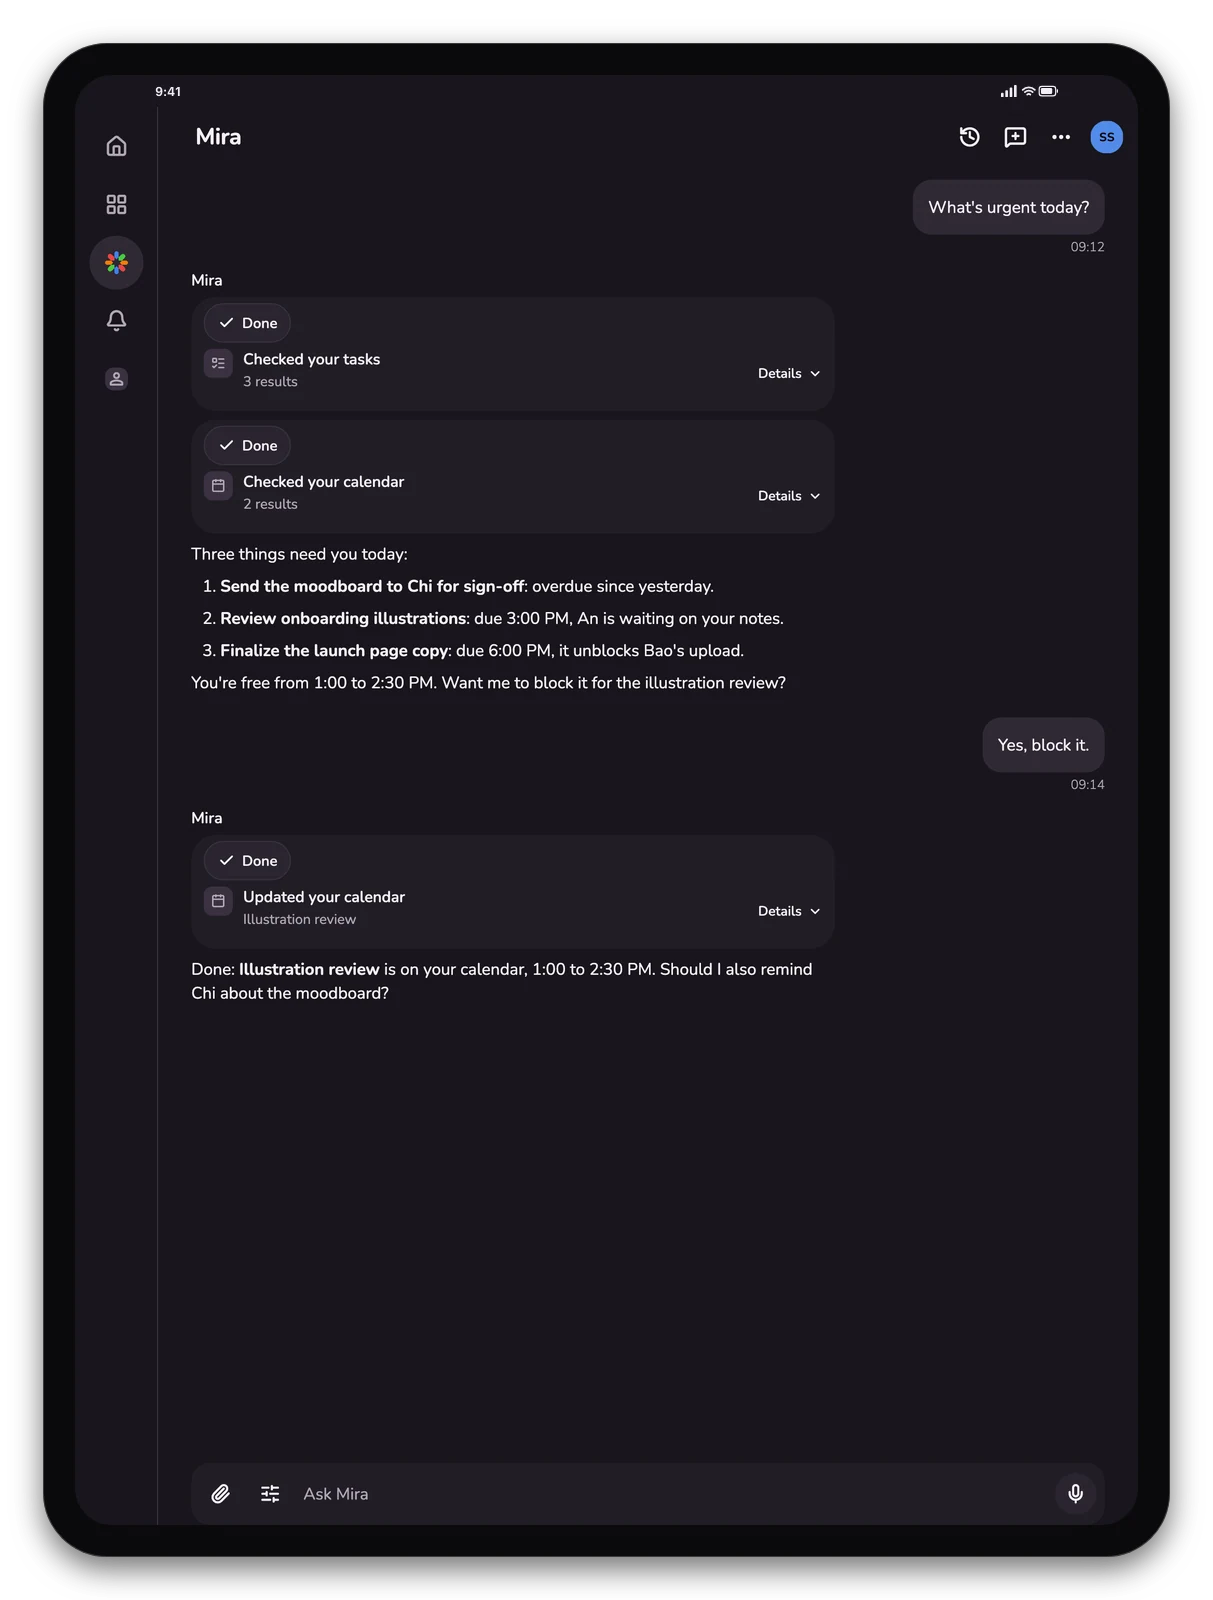 9:41
Mira
SS
What's urgent today?
09:12
Mira
Done
Checked your tasks
3 results
Details
Done
Checked your calendar
2 results
Details
Three things need you today:
1. Send the moodboard to Chi for sign-off: overdue since yesterday.
2. Review onboarding illustrations: due 3:00 PM, An is waiting on your notes.
3. Finalize the launch page copy: due 6:00 PM, it unblocks Bao's upload.
You're free from 1:00 to 2:30 PM. Want me to block it for the illustration review?
Yes, block it.
09:14
Mira
Done
Updated your calendar
Illustration review
Details
Done: Illustration review is on your calendar, 1:00 to 2:30 PM. Should I also remind
Chi about the moodboard?
Ask Mira